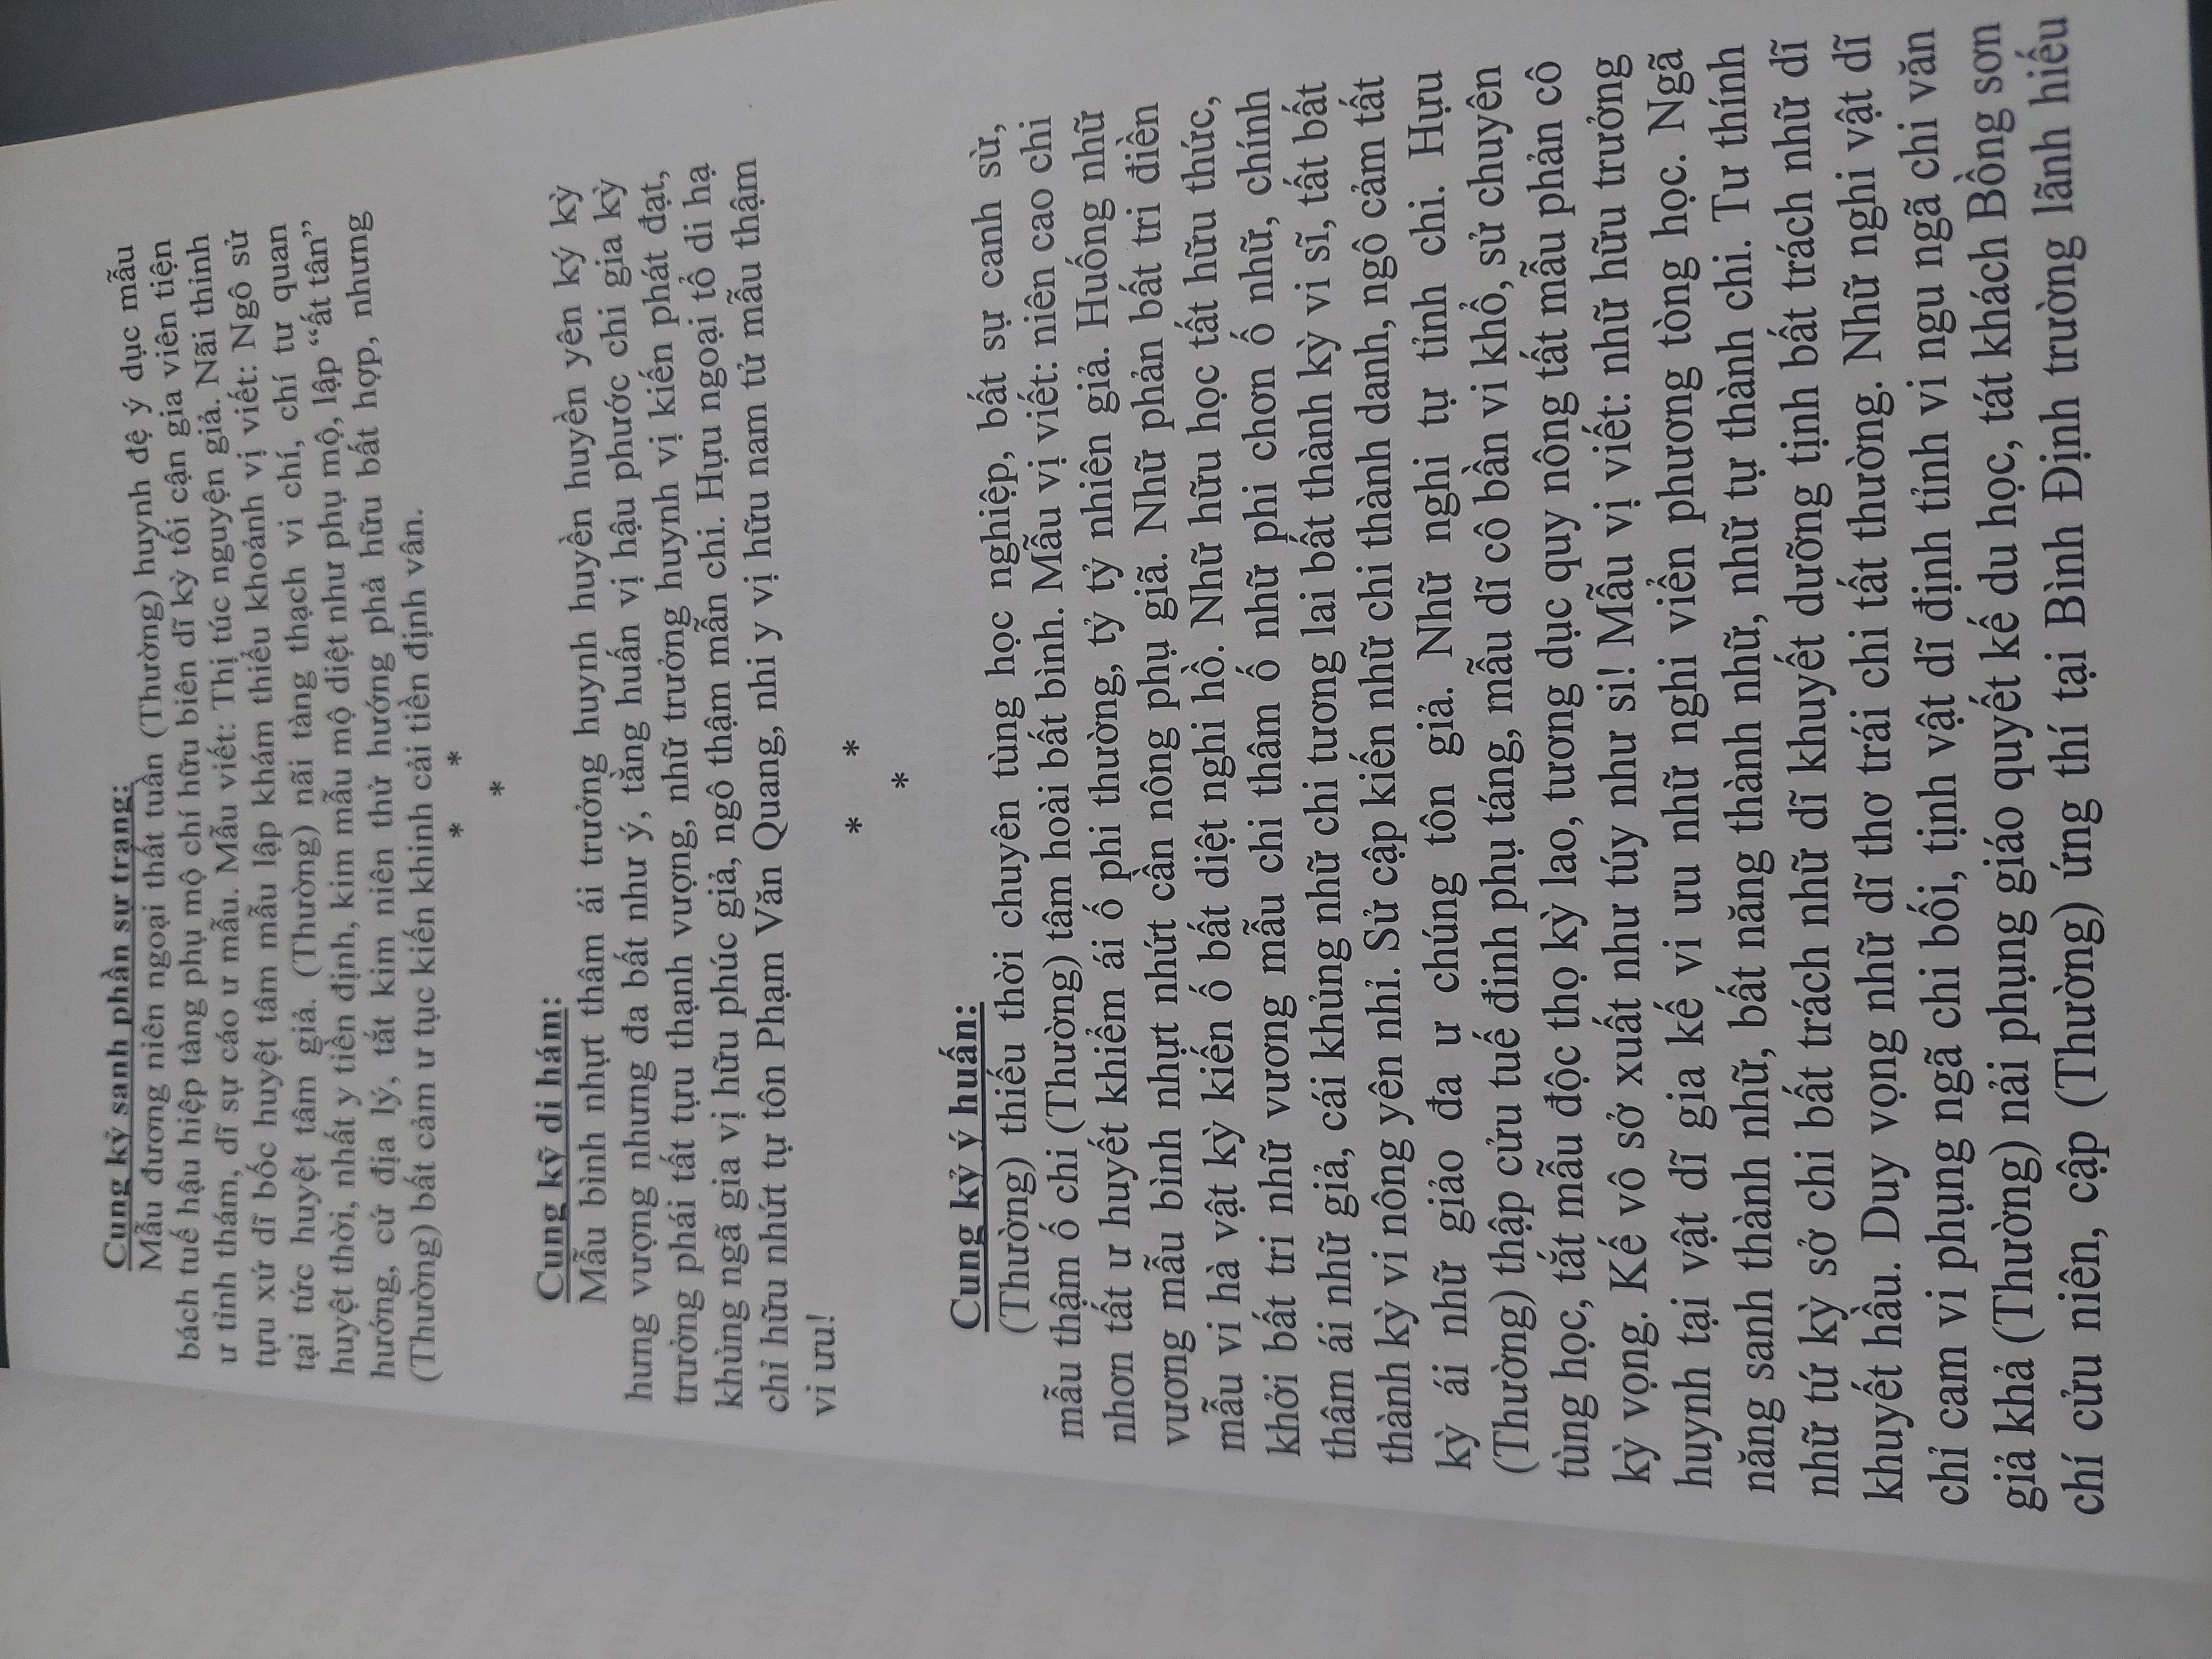 Cung kỷ sanh phần sự trạng:
Mẫu đương niên ngoại thất tuần (Thường) huynh đệ ý dục mẫu
bách tuế hậu hiệp tàng phụ mộ chí hữu biên dĩ kỳ tối cận gia viên tiện
ư tỉnh thám, dĩ sự cáo ư mẫu. Mẫu viết: Thị túc nguyện giả. Nãi thỉnh
tựu xứ dĩ bốc huyệt tâm mẫu lập khám thiểu khoảnh vị viết: Ngô sử
tại tức huyệt tâm giả. (Thường) nãi tàng thạch vi chí, chí tư quan
huyệt thời, nhất y tiền định, kim mẫu mộ diệt như phụ mộ, lập “ất tân”
hướng, cứ địa lý, tắt kim niên thử hướng phả hữu bất hợp, nhưng
(Thường) bất cảm ư tục kiến khinh cải tiền định vân.
* *
*
Cung kỹ di hám:
Mẫu bình nhựt thâm ái trưởng huynh huyền huyền yên ký kỳ
hưng vượng nhưng đa bất như ý, tằng huấn vị hậu phước chi gia kỳ
trưởng phái tất tựu thạnh vượng, nhữ trưởng huynh vị kiến phát đạt,
khủng ngã gia vị hữu phúc giả, ngô thậm mẫn chi. Hựu ngoại tổ di hạ
chỉ hữu nhứt tự tôn Phạm Văn Quang, nhi y vị hữu nam tử mẫu thậm
vi ưu!
* *
*
Cung kỷ ý huấn:
(Thường) thiếu thời chuyên tùng học nghiệp, bất sự canh sừ,
mẫu thậm ố chi (Thường) tâm hoài bất bình. Mẫu vị viết: niên cao chi
nhơn tất ư huyết khiểm ái ố phi thường, tỷ tỷ nhiên giả. Huống nhữ
vương mẫu bình nhựt nhứt cần nông phụ giã. Nhữ phản bất tri điền
mẫu vi hà vật kỳ kiến ố bất diệt nghi hồ. Nhữ hữu học tất hữu thức,
khởi bất tri nhữ vương mẫu chi thâm ố nhữ phi chơn ố nhữ, chính
thâm ái nhữ giả, cái khủng nhữ chi tương lai bất thành kỳ vi sĩ, tất bất
thành kỳ vi nông yên nhỉ. Sử cập kiến nhữ chi thành danh, ngô cảm tất
kỳ ái nhữ giảo đa ư chúng tôn giả. Nhữ nghi tự tỉnh chi. Hựu
(Thường) thập cửu tuế đinh phụ táng, mẫu dĩ cô bần vi khổ, sử chuyên
tùng học, tắt mẫu độc thọ kỳ lao, tương dục quy nông tất mẫu phản cô
kỳ vọng. Kế vô sở xuất như túy như si! Mẫu vị viết: nhữ hữu trưởng
huynh tại vật dĩ gia kế vi ưu nhữ nghi viển phương tòng học. Ngã
năng sanh thành nhữ, bất năng thành nhữ, nhữ tự thành chi. Tư thính
nhữ tứ kỳ sở chi bất trách nhữ dĩ khuyết dưỡng tịnh bất trách nhữ dĩ
khuyết hầu. Duy vọng nhữ dĩ thơ trái chi tất thường. Nhữ nghi vật dĩ
chỉ cam vi phụng ngã chi bối, tịnh vật dĩ định tỉnh vi ngu ngã chi văn
giả khả (Thường) nải phụng giáo quyết kế du học, tát khách Bồng sơn
chí cửu niên, cập (Thường) ứng thí tại Bình Định trường lãnh hiếu